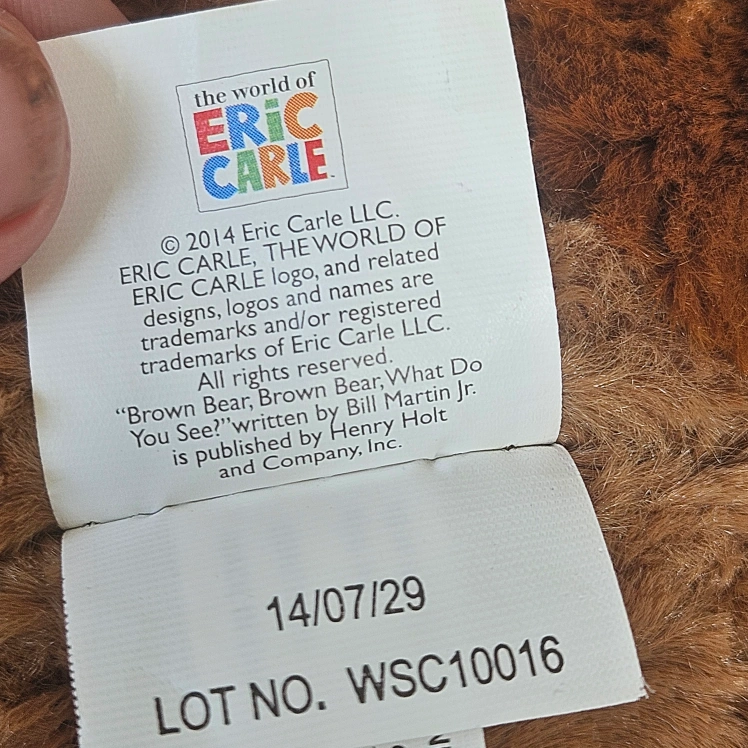 the world of
ERiC
CARLE™
© 2014 Eric Carle LLC.
ERIC CARLE, THE WORLD OF
ERIC CARLE logo, and related
designs, logos and names are
trademarks and/or registered
trademarks of Eric Carle LLC.
All rights reserved.
“Brown Bear, Brown Bear, What Do
You See?” written by Bill Martin Jr.
is published by Henry Holt
and Company, Inc.
14/07/29
LOT NO. WSC10016